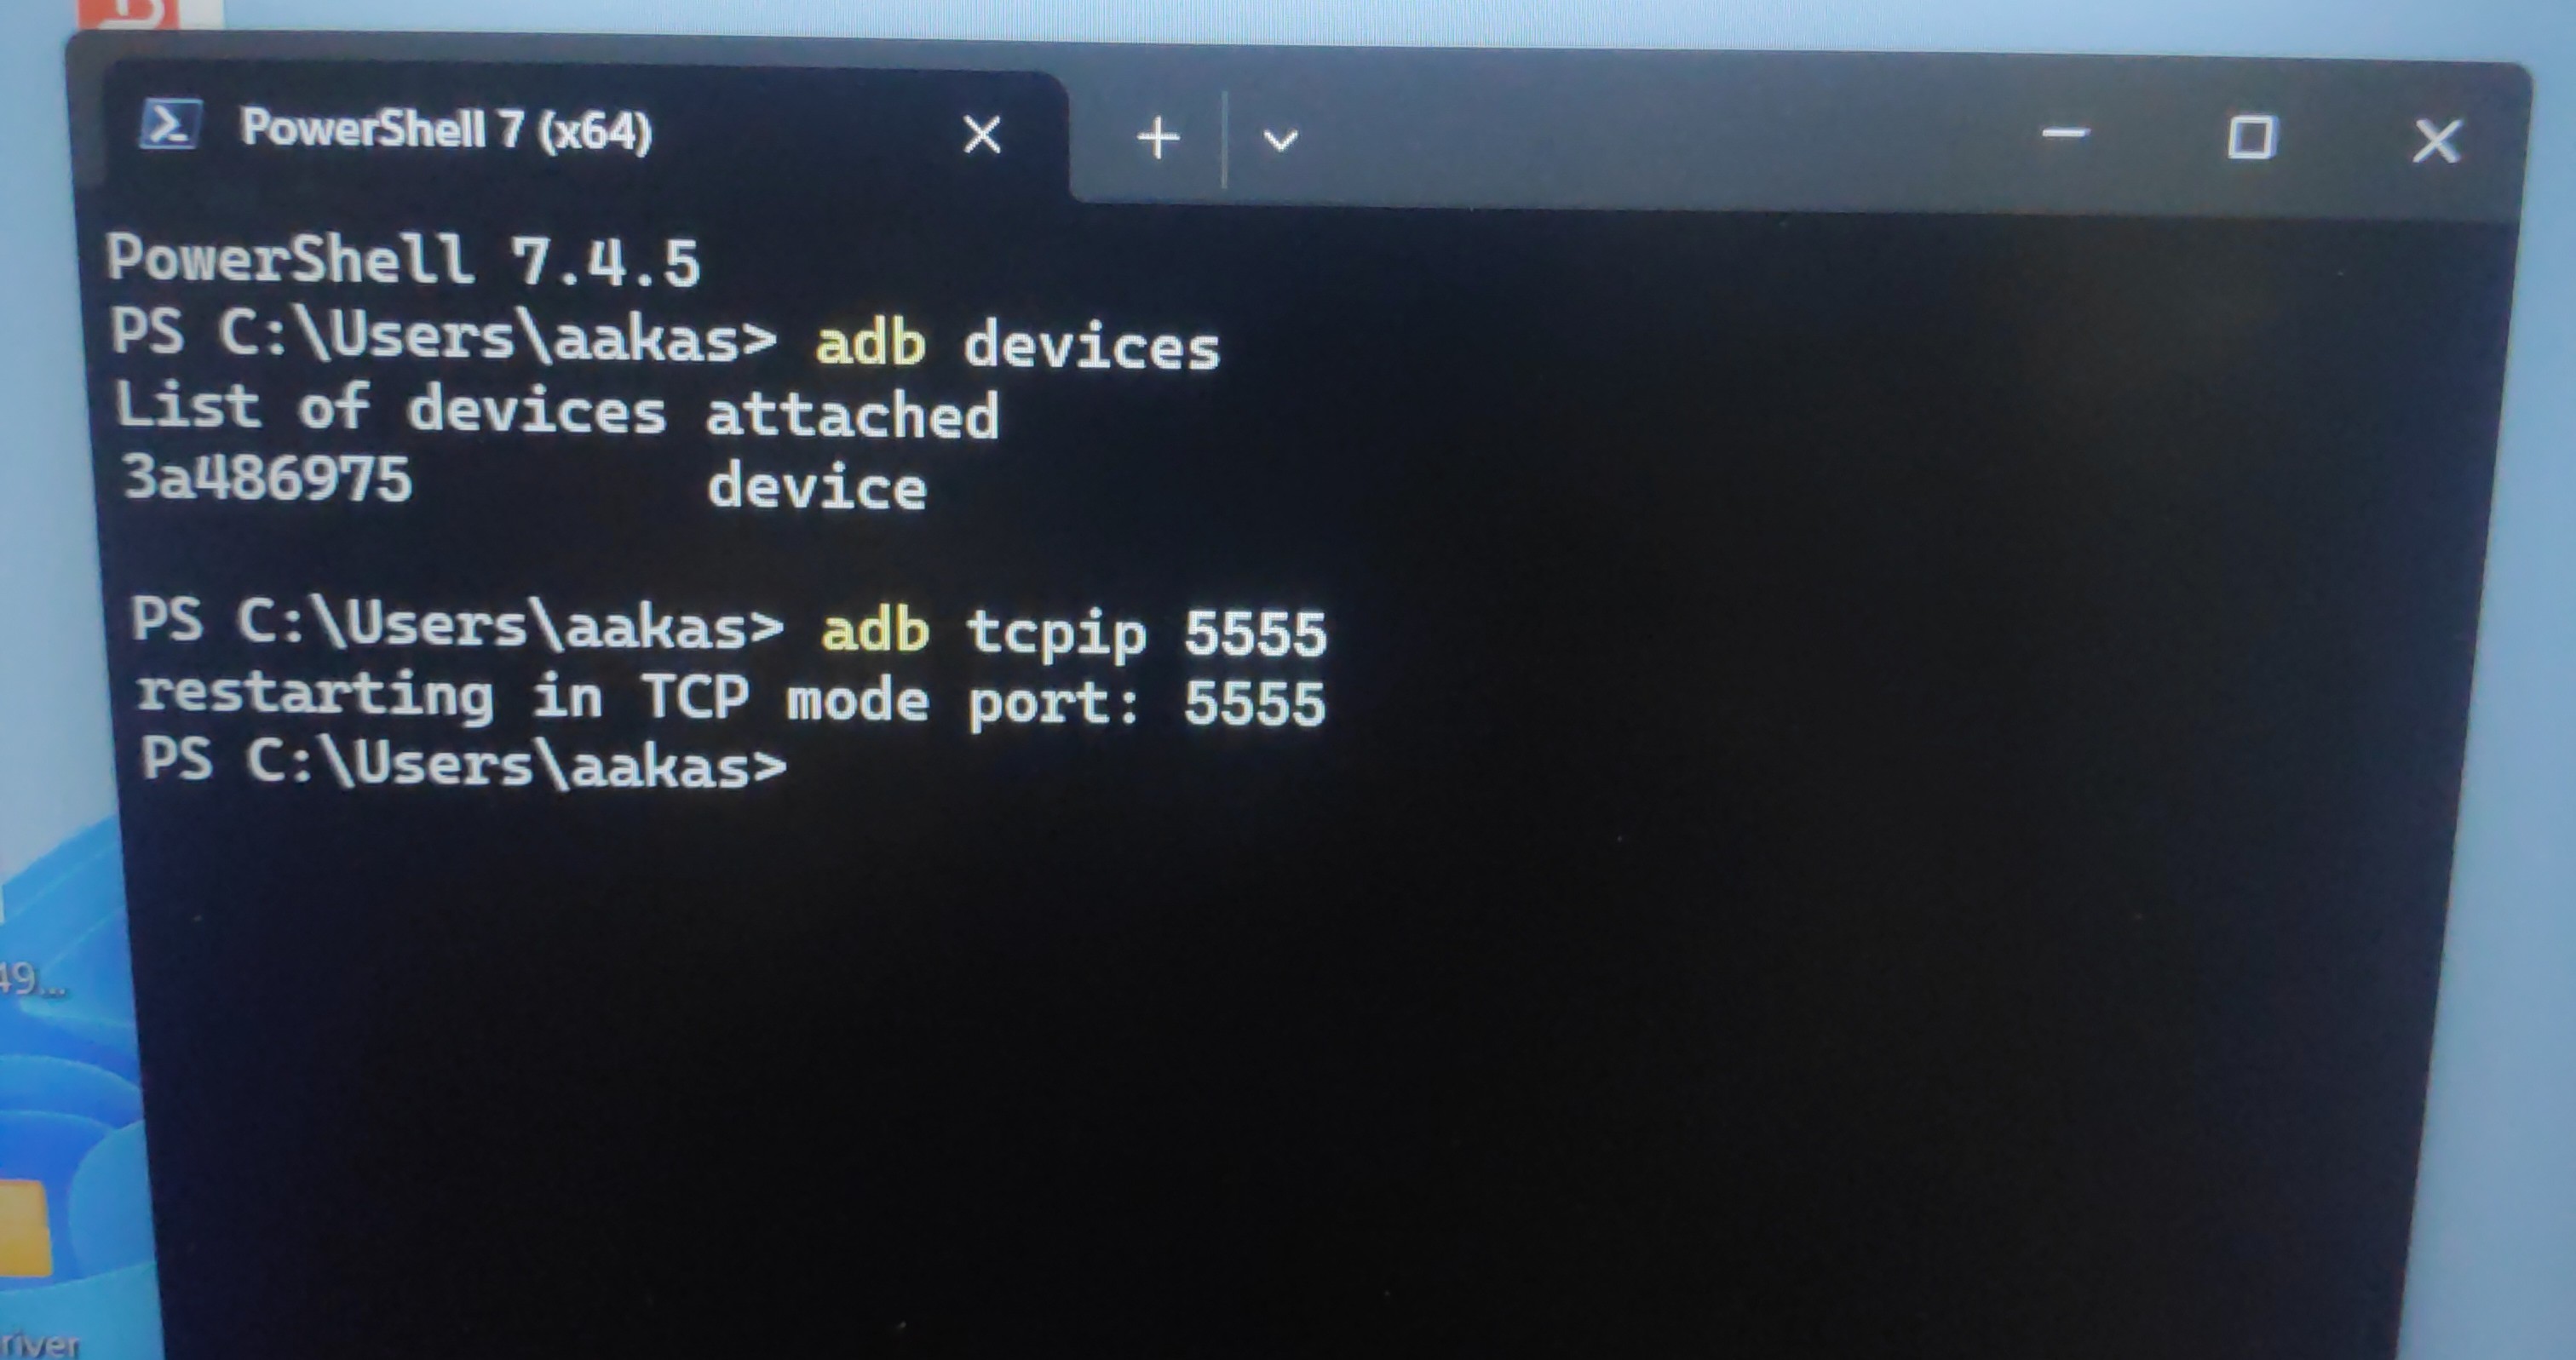 PowerShell 7 (x64)
PowerShell 7.4.5
PS C:\Users\aakas> adb devices
List of devices attached
3a486975        device
PS C:\Users\aakas> adb tcpip 5555
restarting in TCP mode port: 5555
PS C:\Users\aakas>
49...
river